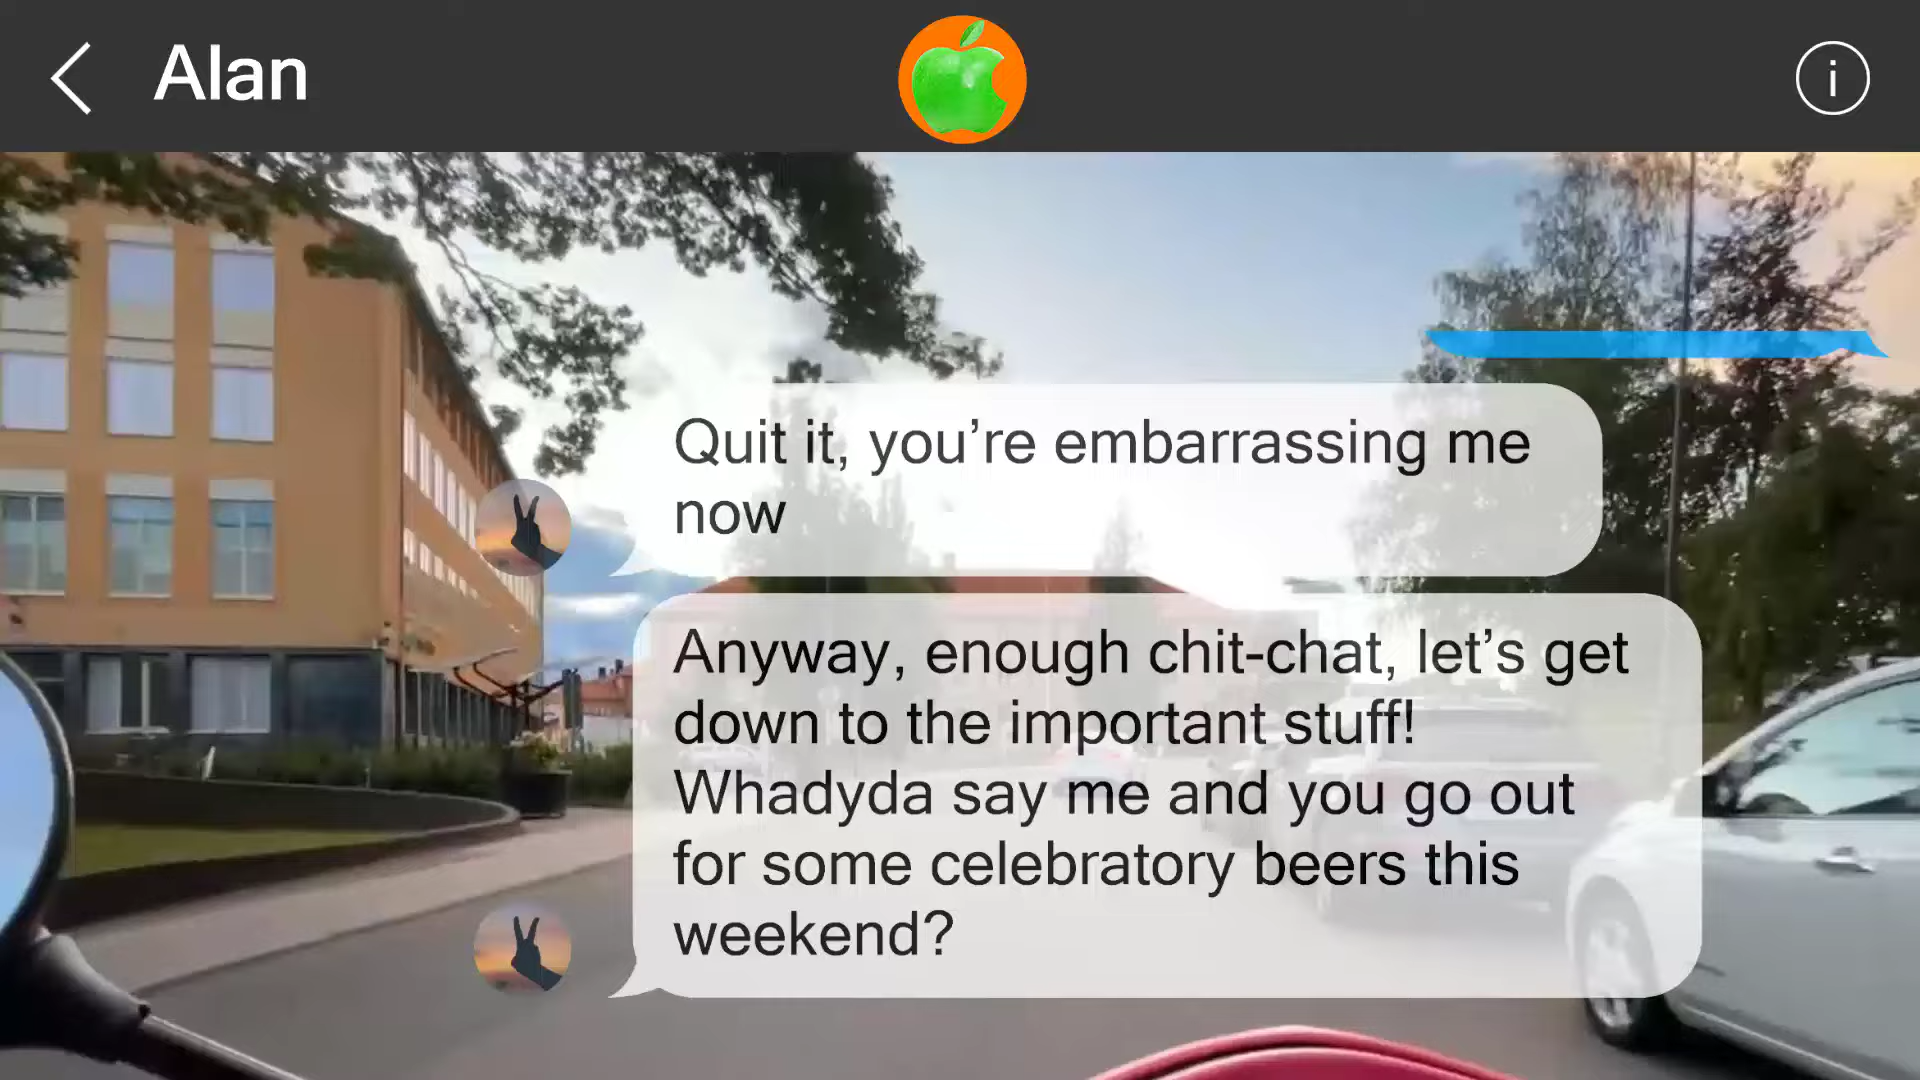 Alan
Quit it, you’re embarrassing me
now
Anyway, enough chit-chat, let’s get
down to the important stuff!
Whadyda say me and you go out
for some celebratory beers this
weekend?